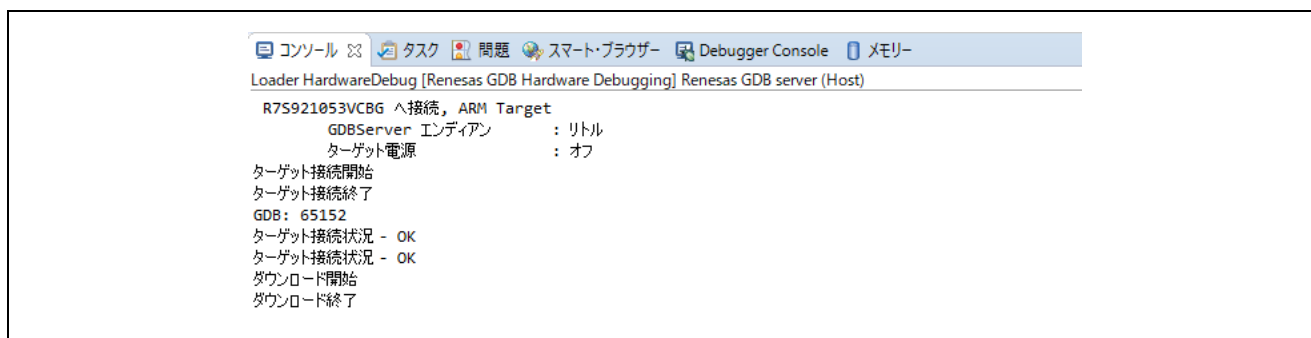 コンソール タスク 問題 スマート・ブラウザー Debugger Console メモリー
Loader HardwareDebug [Renesas GDB Hardware Debugging] Renesas GDB server (Host)
R7S921053VCBG へ接続, ARM Target
GDBServer エンディアン : リトル
ターゲット電源 : オフ
ターゲット接続開始
ターゲット接続終了
GDB: 65152
ターゲット接続状況 - OK
ターゲット接続状況 - OK
ダウンロード開始
ダウンロード終了